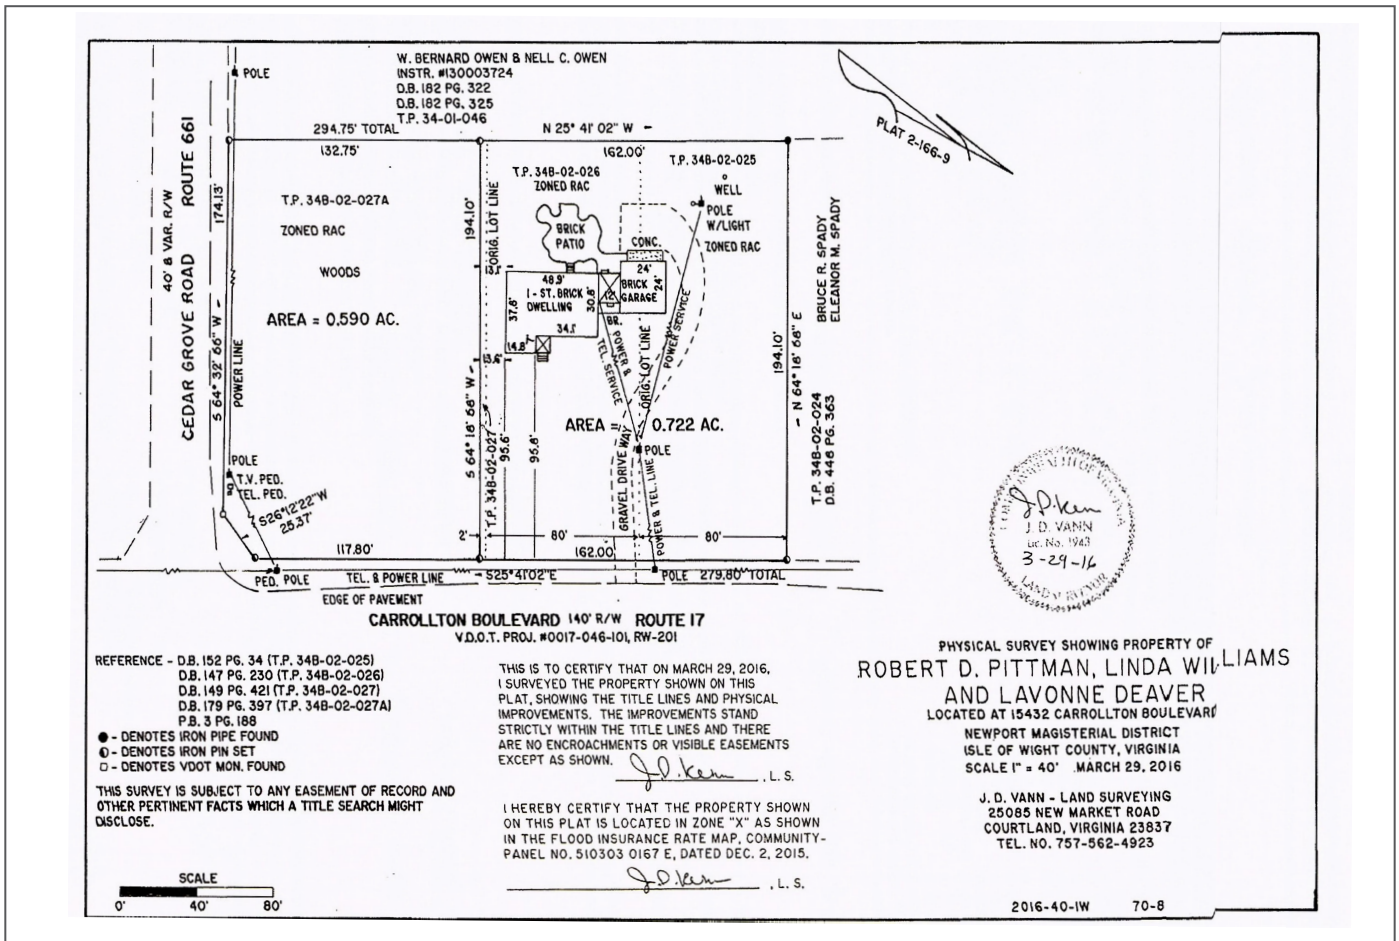 W. BERNARD OWEN & NELL C. OWEN
INSTR. #130003724
D.B. 182 PG. 322
D.B. 182 PG. 325
T.P. 34-01-046
POLE
294.75' TOTAL
N 25° 41' 02" W
132.75'
162.00'
PLAT 2-166-9
CEDAR GROVE ROAD ROUTE 661
40' & VAR. R/W
174.13'
S 64° 32' 56" W
POWER LINE
T.P. 34B-02-027A
ZONED RAC
WOODS
AREA = 0.590 AC.
194.10'
S 64° 18' 58" W
ORIG. LOT LINE
T.P. 34B-02-027
T.P. 34B-02-026
ZONED RAC
T.P. 34B-02-025
WELL
POLE
W/LIGHT
ZONED RAC
BRICK
PATIO
CONC.
24'
24'
BRICK
GARAGE
12'
BR.
13.1'
48.9'
1 - ST. BRICK
DWELLING
30.8'
37.6'
34.1'
14.8'
13.6'
95.6'
95.8'
POWER &
TEL. SERVICE
ORIG. LOT LINE
POWER SERVICE
AREA = 0.722 AC.
POLE
GRAVEL DRIVE WAY
POWER & TEL. LINE
194.10'
N 64° 18' 58" E
BRUCE R. SPADY
ELEANOR M. SPADY
T.P. 34B-02-024
D.B. 446 PG. 363
POLE
T.V. PED.
TEL. PED.
S26°12'22"W
25.37'
117.80'
2'
80'
80'
162.00'
PED. POLE
TEL. & POWER LINE
S25°41'02"E
POLE
279.80' TOTAL
EDGE OF PAVEMENT
CARROLLTON BOULEVARD 140' R/W ROUTE 17
V.D.O.T. PROJ. #0017-046-101, RW-201
J. D. VANN
Lic. No. 1943
3-29-16
LAND SURVEYOR
REFERENCE - D.B. 152 PG. 34 (T.P. 34B-02-025)
D.B. 147 PG. 230 (T.P. 34B-02-026)
D.B. 149 PG. 421 (T.P. 34B-02-027)
D.B. 179 PG. 397 (T.P. 34B-02-027A)
P.B. 3 PG. 188
- DENOTES IRON PIPE FOUND
- DENOTES IRON PIN SET
- DENOTES VDOT MON. FOUND
THIS SURVEY IS SUBJECT TO ANY EASEMENT OF RECORD AND
OTHER PERTINENT FACTS WHICH A TITLE SEARCH MIGHT
DISCLOSE.
SCALE
0' 40' 80'
THIS IS TO CERTIFY THAT ON MARCH 29, 2016,
I SURVEYED THE PROPERTY SHOWN ON THIS
PLAT, SHOWING THE TITLE LINES AND PHYSICAL
IMPROVEMENTS. THE IMPROVEMENTS STAND
STRICTLY WITHIN THE TITLE LINES AND THERE
ARE NO ENCROACHMENTS OR VISIBLE EASEMENTS
EXCEPT AS SHOWN.
, L. S.
I HEREBY CERTIFY THAT THE PROPERTY SHOWN
ON THIS PLAT IS LOCATED IN ZONE "X" AS SHOWN
IN THE FLOOD INSURANCE RATE MAP, COMMUNITY-
PANEL NO. 510303 0167 E, DATED DEC. 2, 2015.
, L. S.
PHYSICAL SURVEY SHOWING PROPERTY OF
ROBERT D. PITTMAN, LINDA WILLIAMS
AND LAVONNE DEAVER
LOCATED AT 15432 CARROLLTON BOULEVARD
NEWPORT MAGISTERIAL DISTRICT
ISLE OF WIGHT COUNTY, VIRGINIA
SCALE 1" = 40' MARCH 29, 2016
J. D. VANN - LAND SURVEYING
25085 NEW MARKET ROAD
COURTLAND, VIRGINIA 23837
TEL. NO. 757-562-4923
2016-40-IW 70-8